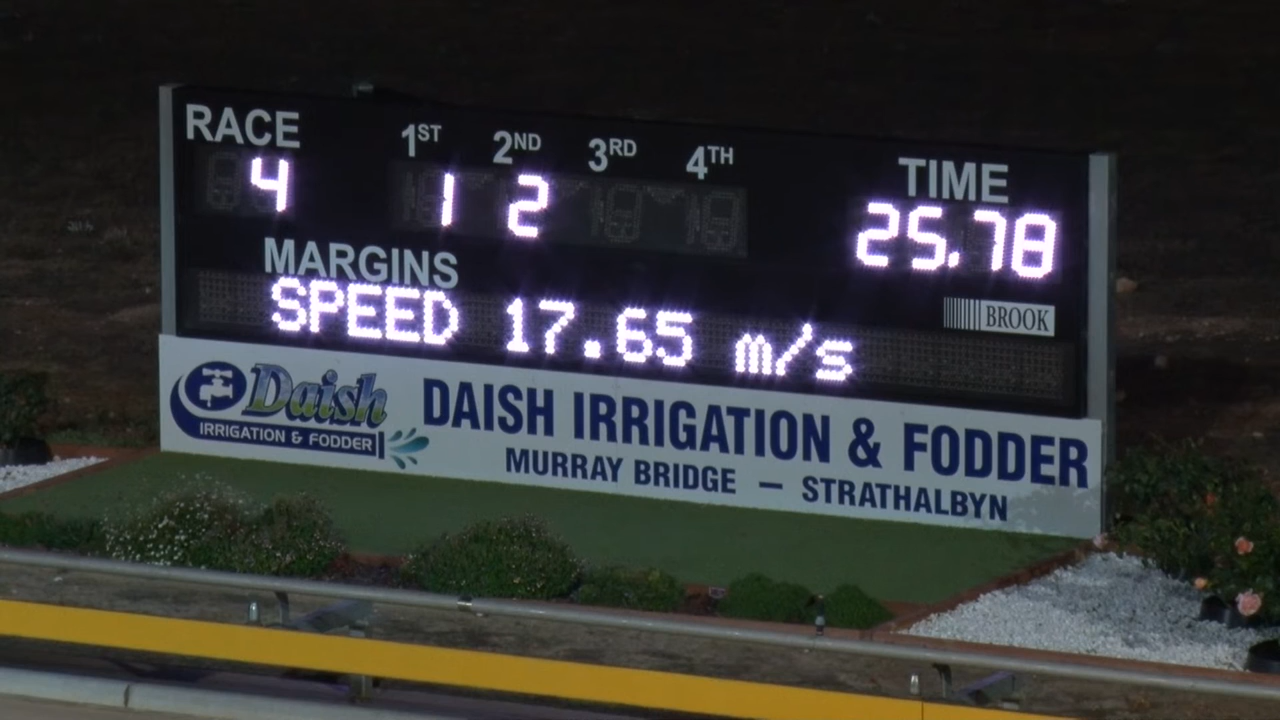 RACE 1ST 2ND 3RD 4TH TIME
4 1 2 25.78
MARGINS
SPEED 17.65 m/s
BROOK
Daish
IRRIGATION & FODDER
DAISH IRRIGATION & FODDER
MURRAY BRIDGE – STRATHALBYN